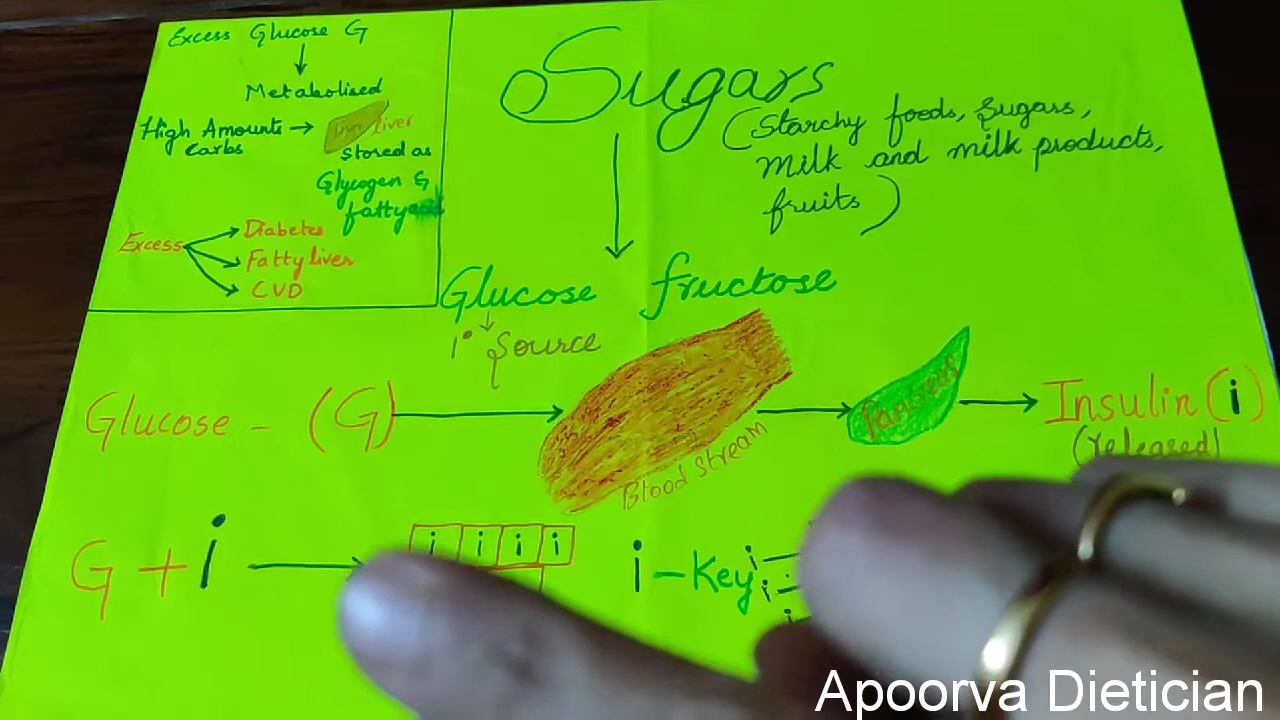 Excess Glucose G
Metabolised
High Amounts → liver
carbs
stored as
Glycogen G
fatty
Excess
Diabetes
Fatty liver
CVD
Sugars
(Starchy foods, Sugars,
Milk and milk products,
fruits)
Glucose fructose
1° Source
Glucose - (G)
Blood stream
Pancreas
Insulin (i)
(released)
G + i
i i i i
i - Key
i
i
i
Apoorva Dietician